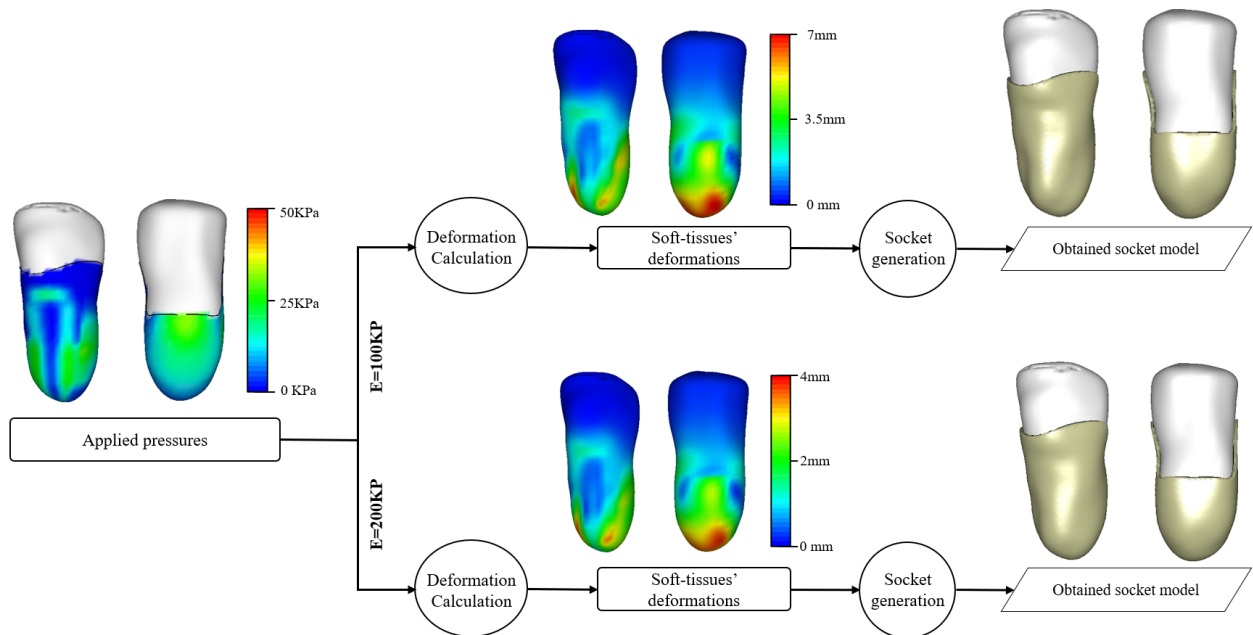 50KPa
25KPa
0 KPa
Applied pressures
E=100KP
E=200KP
Deformation
Calculation
7mm
3.5mm
0 mm
Soft-tissues’
deformations
Socket
generation
Obtained socket model
Deformation
Calculation
4mm
2mm
0 mm
Soft-tissues’
deformations
Socket
generation
Obtained socket model